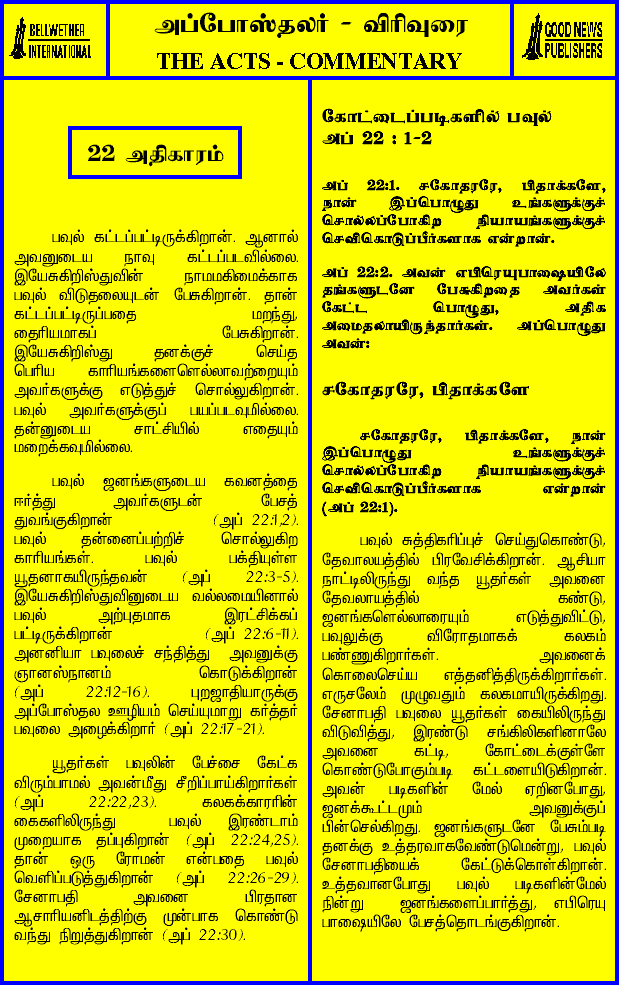 BELLWETHER
INTERNATIONAL
அப்போஸ்தலர் - விரிவுரை
THE ACTS - COMMENTARY
GOOD NEWS
PUBLISHERS
22 அதிகாரம்
பவுல் கட்டப்பட்டிருக்கிறான். ஆனால்
அவனுடைய நாவு கட்டப்படவில்லை.
இயேசுகிறிஸ்துவின் நாமமகிமைக்காக
பவுல் விடுதலையுடன் பேசுகிறான். தான்
கட்டப்பட்டிருப்பதை மறந்து,
தைரியமாகப் பேசுகிறான்.
இயேசுகிறிஸ்து தனக்குச் செய்த
பெரிய காரியங்களைளெல்லாவற்றையும்
அவர்களுக்கு எடுத்துச் சொல்லுகிறான்.
பவுல் அவர்களுக்குப் பயப்படவுமில்லை.
தன்னுடைய சாட்சியில் எதையும்
மறைக்கவுமில்லை.
பவுல் ஜனங்களுடைய கவனத்தை
ஈர்த்து அவர்களுடன் பேசத்
துவங்குகிறான் (அப் 22:1,2).
பவுல் தன்னைப்பற்றிச் சொல்லுகிற
காரியங்கள். பவுல் பக்தியுள்ள
யூதனாகயிருந்தவன் (அப் 22:3-5).
இயேசுகிறிஸ்துவினுடைய வல்லமையினால்
பவுல் அற்புதமாக இரட்சிக்கப்
பட்டிருக்கிறான் (அப் 22:6-11).
அனனியா பவுலைச் சந்தித்து அவனுக்கு
ஞானஸ்நானம் கொடுக்கிறான்
(அப் 22:12-16). புறஜாதியாருக்கு
அப்போஸ்தல ஊழியம் செய்யுமாறு கர்த்தர்
பவுலை அழைக்கிறார் (அப் 22:17-21).
யூதர்கள் பவுலின் பேச்சை கேட்க
விரும்பாமல் அவன்மீது சீறிப்பாய்கிறார்கள்
(அப் 22:22,23). கலகக்காரரின்
கைகளிலிருந்து பவுல் இரண்டாம்
முறையாக தப்புகிறான் (அப் 22:24,25).
தான் ஒரு ரோமன் என்பதை பவுல்
வெளிப்படுத்துகிறான் (அப் 22:26-29).
சேனாபதி அவனை பிரதான
ஆசாரியனிடத்திற்கு முன்பாக கொண்டு
வந்து நிறுத்துகிறான் (அப் 22:30).
கோட்டைப்படிகளில் பவுல்
அப் 22 : 1-2
அப் 22:1. சகோதரரே, பிதாக்களே,
நான் இப்பொழுது உங்களுக்குச்
சொல்லப்போகிற நியாயங்களுக்குச்
செவிகொடுப்பீர்களாக என்றான்.
அப் 22:2. அவன் எபிரெயுபாஷையிலே
தங்களுடனே பேசுகிறதை அவர்கள்
கேட்ட பொழுது, அதிக
அமைதலாயிருந்தார்கள். அப்பொழுது
அவன்:
சகோதரரே, பிதாக்களே
சகோதரரே, பிதாக்களே, நான்
இப்பொழுது உங்களுக்குச்
சொல்லப்போகிற நியாயங்களுக்குச்
செவிகொடுப்பீர்களாக என்றான்
(அப் 22:1).
பவுல் சுத்திகரிப்புச் செய்துகொண்டு,
தேவாலயத்தில் பிரவேசிக்கிறான். ஆசியா
நாட்டிலிருந்து வந்த யூதர்கள் அவனை
தேவலாயத்தில் கண்டு,
ஜனங்களெல்லாரையும் எடுத்துவிட்டு,
பவுலுக்கு விரோதமாகக் கலகம்
பண்ணுகிறார்கள். அவனைக்
கொலைசெய்ய எத்தனித்திருக்கிறார்கள்.
எருசலேம் முழுவதும் கலகமாயிருக்கிறது.
சேனாபதி பவுலை யூதர்கள் கையிலிருந்து
விடுவித்து, இரண்டு சங்கிலிகளினாலே
அவனை கட்டி, கோட்டைக்குள்ளே
கொண்டுபோகும்படி கட்டளையிடுகிறான்.
அவன் படிகளின் மேல் ஏறினபோது,
ஜனக்கூட்டமும் அவனுக்குப்
பின்செல்கிறது. ஜனங்களுடனே பேசும்படி
தனக்கு உத்தரவாகவேண்டுமென்று, பவுல்
சேனாபதியைக் கேட்டுக்கொள்கிறான்.
உத்தவானபோது பவுல் படிகளின்மேல்
நின்று ஜனங்களைப்பார்த்து, எபிரெயு
பாஷையிலே பேசத்தொடங்குகிறான்.